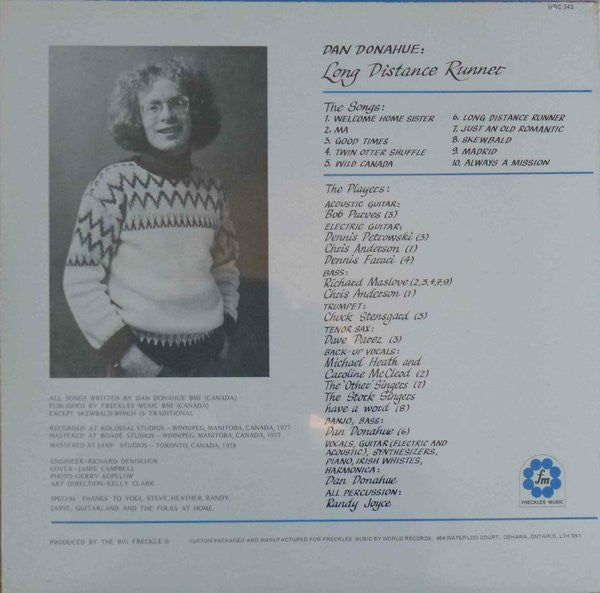 WRC 343
DAN DONAHUE:
Long Distance Runner
The Songs:
1. WELCOME HOME SISTER
2. MA
3. GOOD TIMES
4. TWIN OTTER SHUFFLE
5. WILD CANADA
6. LONG DISTANCE RUNNER
7. JUST AN OLD ROMANTIC
8. SKEWBALD
9. MADRID
10. ALWAYS A MISSION
The Players:
ACOUSTIC GUITAR:
Bob Purves (3)
ELECTRIC GUITAR:
Dennis Petrowski (3)
Chris Anderson (1)
Dennis Faraci (4)
BASS:
Richard Maslove (2,3,4,7,9)
Chris Anderson (1)
TRUMPET:
Chuck Stensgard (3)
TENOR SAX:
Dave Parez (3)
BACK-UP VOCALS:
Michael Heath and
Caroline McCleod (2)
The Other Singers (7)
The Stork Singers
have a word (8)
BANJO, BASS:
Dan Donahue (6)
VOCALS, GUITAR (ELECTRIC AND
ACOUSTIC), SYNTHESIZERS,
PIANO, IRISH WHISTES,
HARMONICA:
Dan Donahue
ALL PERCUSSION:
Randy Joyce
ALL SONGS WRITTEN BY DAN DONAHUE BMI (CANADA)
PUBLISHED BY FRECKLES MUSIC BMI (CANADA)
EXCEPT SKEWBALD WHICH IS TRADITIONAL
RECORDED AT KOLOSSAL STUDIOS – WINNIPEG, MANITOBA, CANADA, 1977
MASTERED AT ROADE STUDIOS – WINNIPEG, MANITOBA, CANADA, 1977
MASTERED AT JAMF STUDIOS – TORONTO, CANADA, 1978
ENGINEER-RICHARD DENISCHUK
COVER-JAMIE CAMPBELL
PHOTO-GERRY KOPELOW
ART DIRECTION-KELLY CLARK
SPECIAL THANKS TO YOGI, STEVE, HEATHER, RANDY,
JAMIE, GUITARLAND AND THE FOLKS AT HOME.
fm
FRECKLES MUSIC
PRODUCED BY THE BIG FRECKLE ℗
CUSTOM PACKAGED AND MANUFACTURED FOR FRECKLES MUSIC BY WORLD RECORDS, 464 WATERLOO COURT, OSHAWA, ONTARIO, L1H 3X1